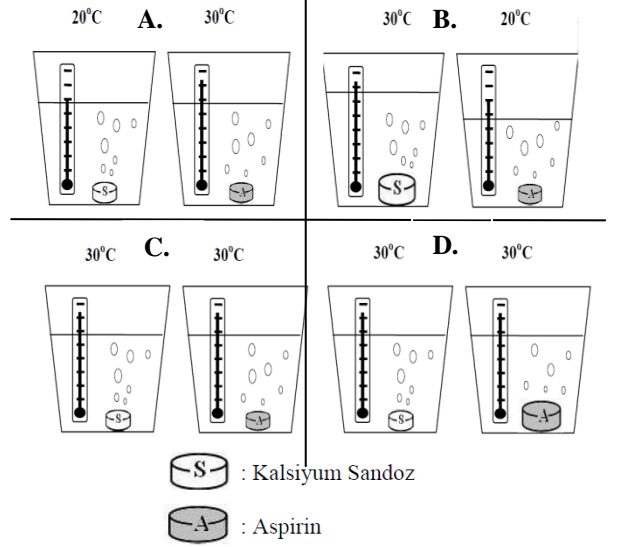 20°C A. 30°C
30°C B. 20°C
S A
S A
30°C C. 30°C
30°C D. 30°C
S A
S A
S : Kalsiyum Sandoz
A : Aspirin